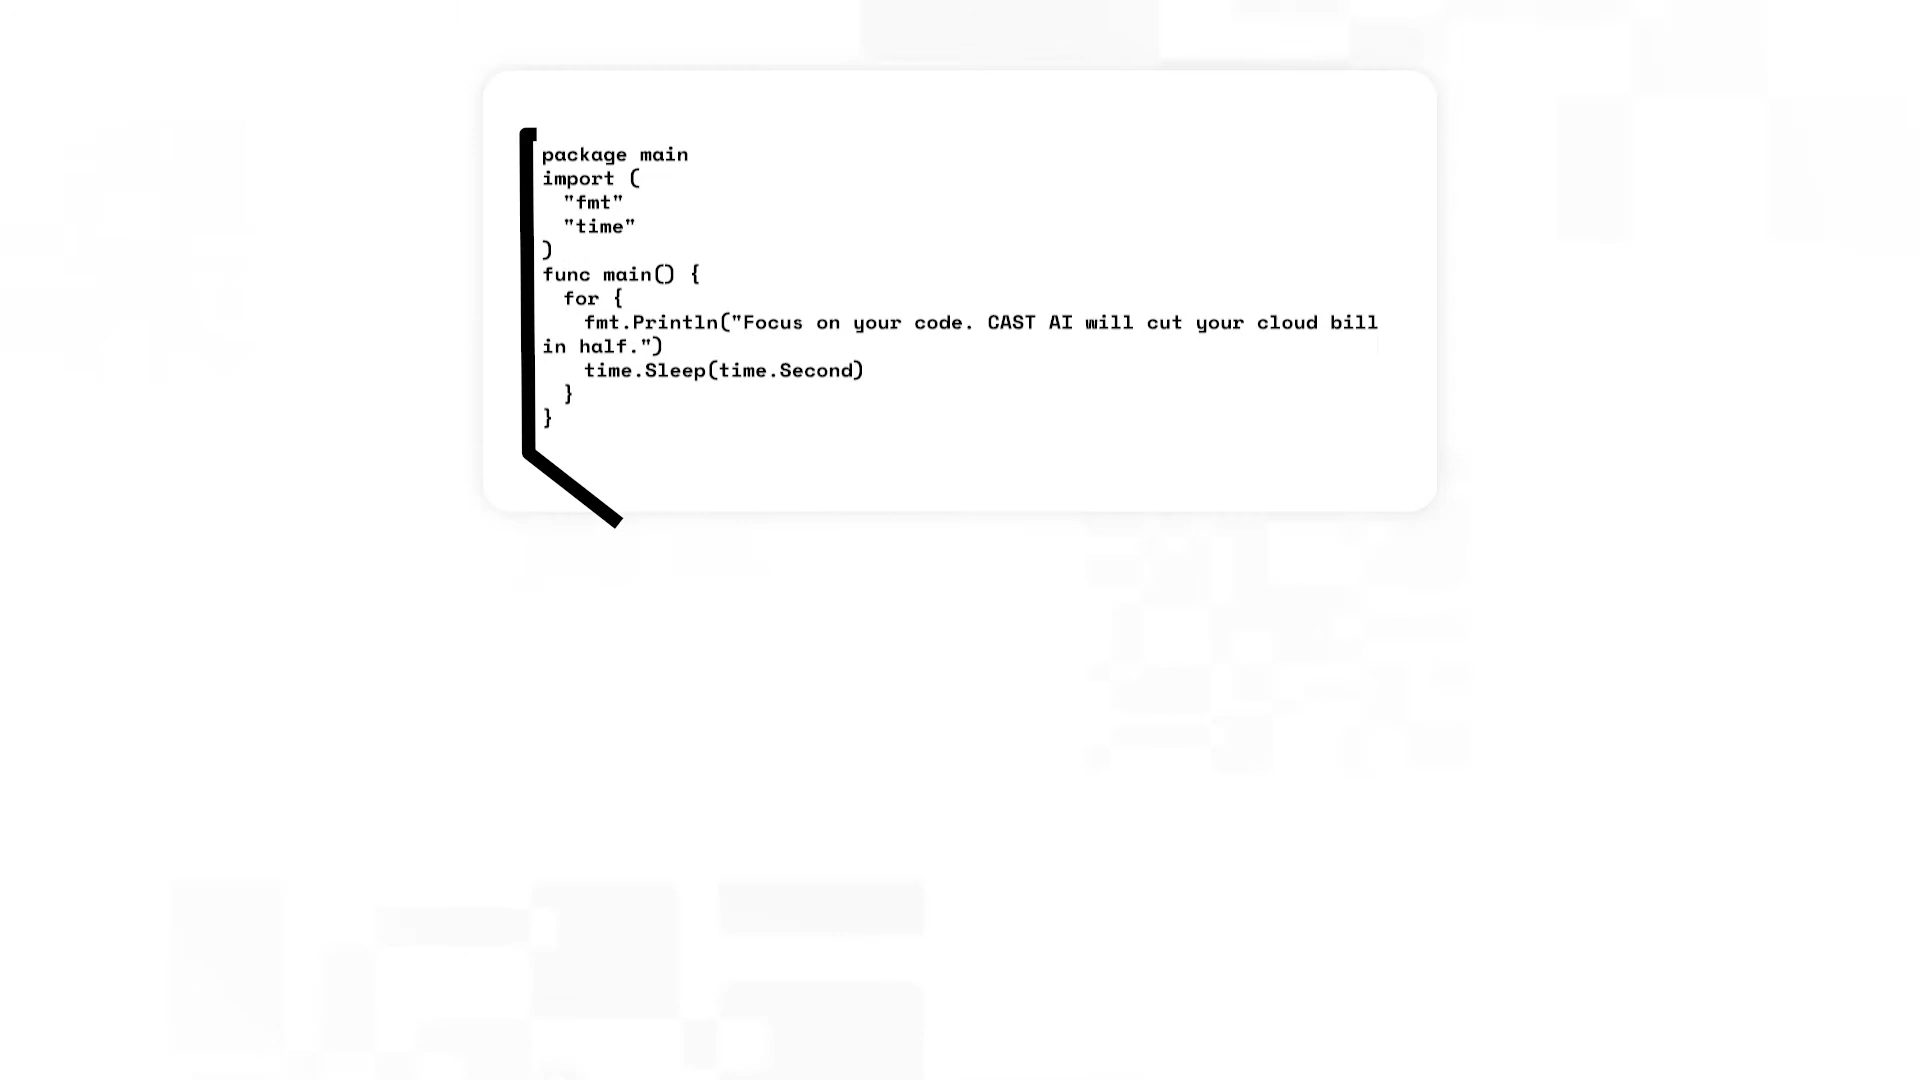 package main
import (
  "fmt"
  "time"
)
func main() {
  for {
    fmt.Println("Focus on your code. CAST AI will cut your cloud bill
in half.")
    time.Sleep(time.Second)
  }
}